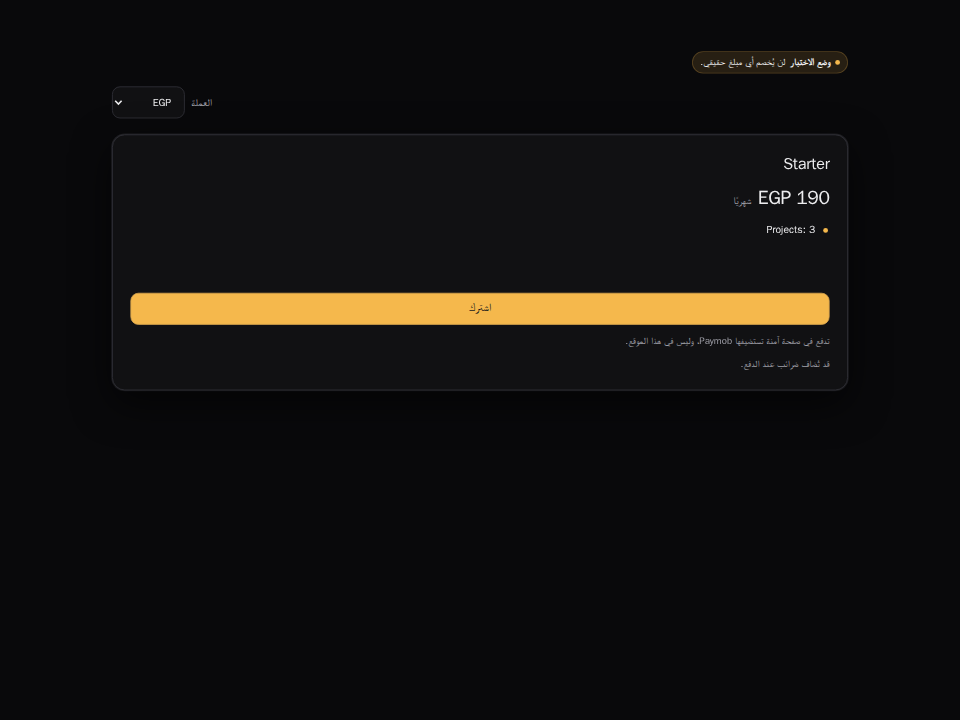 وضع الاختبار لن يُخصم أي مبلغ حقيقي.
العملة EGP
Starter
EGP 190 شهريًا
Projects: 3
اشترك
تدفع في صفحة آمنة تستضيفها Paymob، وليس في هذا الموقع.
قد تُضاف ضرائب عند الدفع.